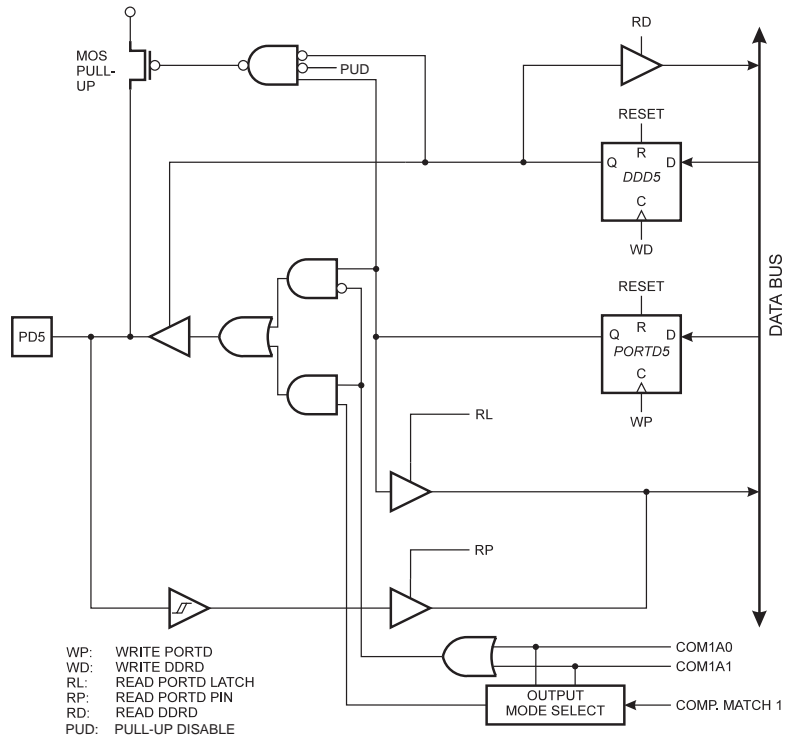 RD
MOS
PULL-
UP
PUD
RESET
R
Q
D
DDD5
C
WD
DATA BUS
RESET
R
PD5
Q
D
PORTD5
C
WP
RL
RP
WP: WRITE PORTD
WD: WRITE DDRD
RL: READ PORTD LATCH
RP: READ PORTD PIN
RD: READ DDRD
PUD: PULL-UP DISABLE
COM1A0
COM1A1
OUTPUT
MODE SELECT
COMP. MATCH 1